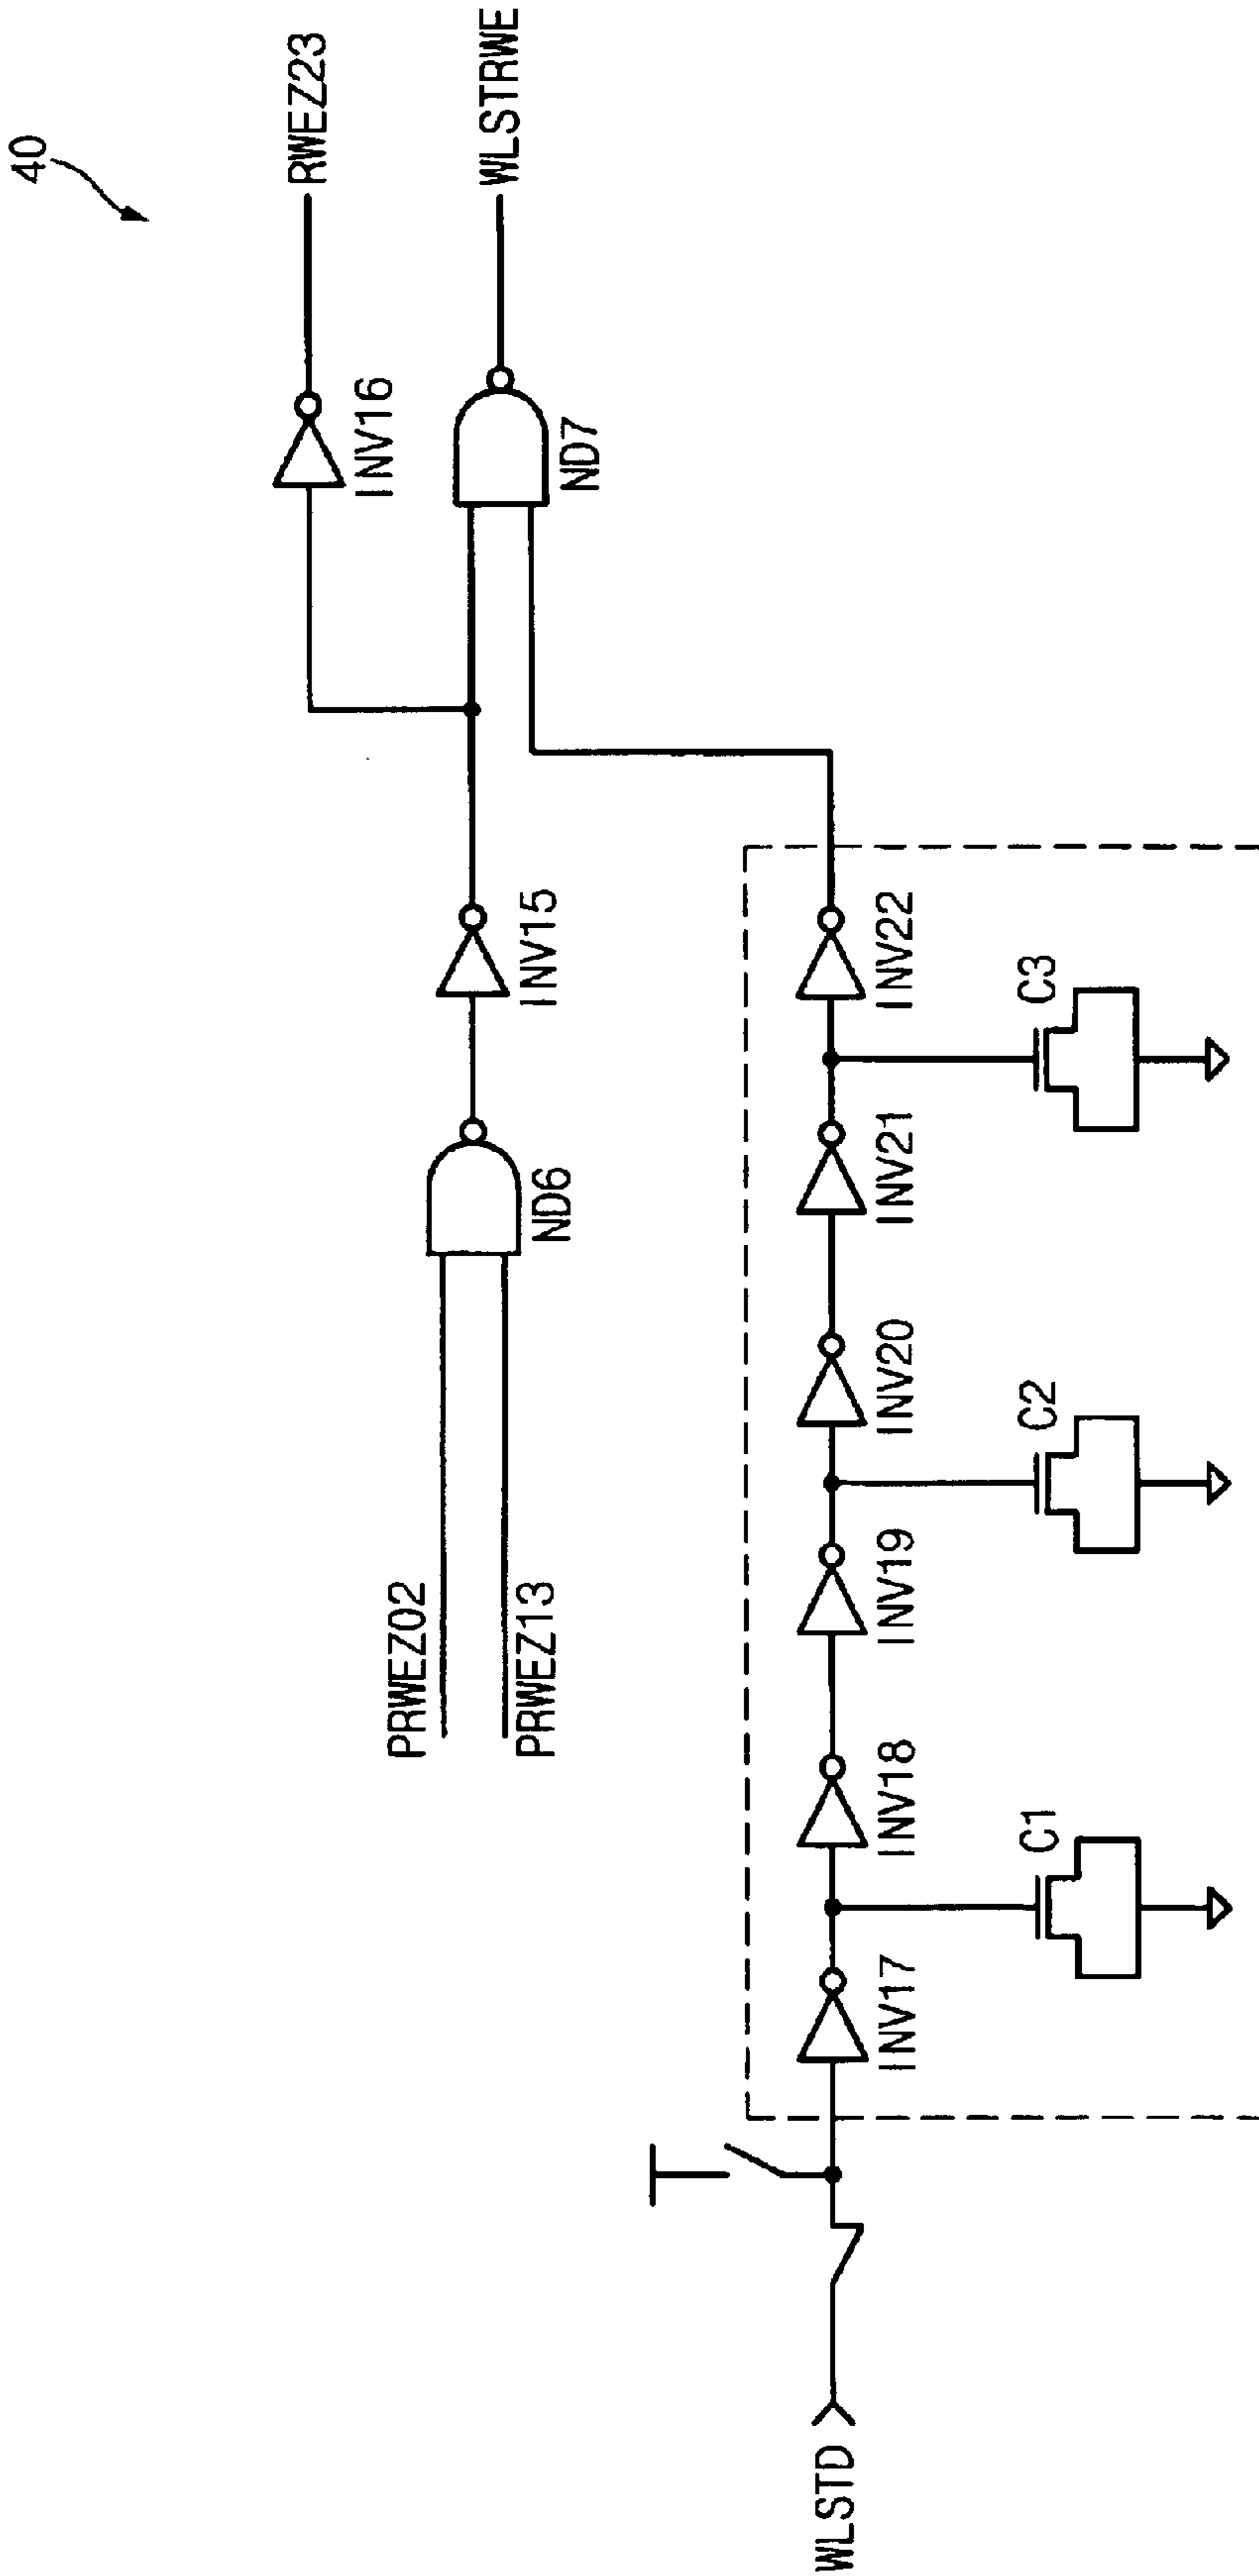 40
RWEZ23
INV16
WLSTRWE
ND7
PRWEZ02
PRWEZ13
ND6
INV15
WLSTD
INV17
INV18
INV19
INV20
INV21
INV22
C1
C2
C3